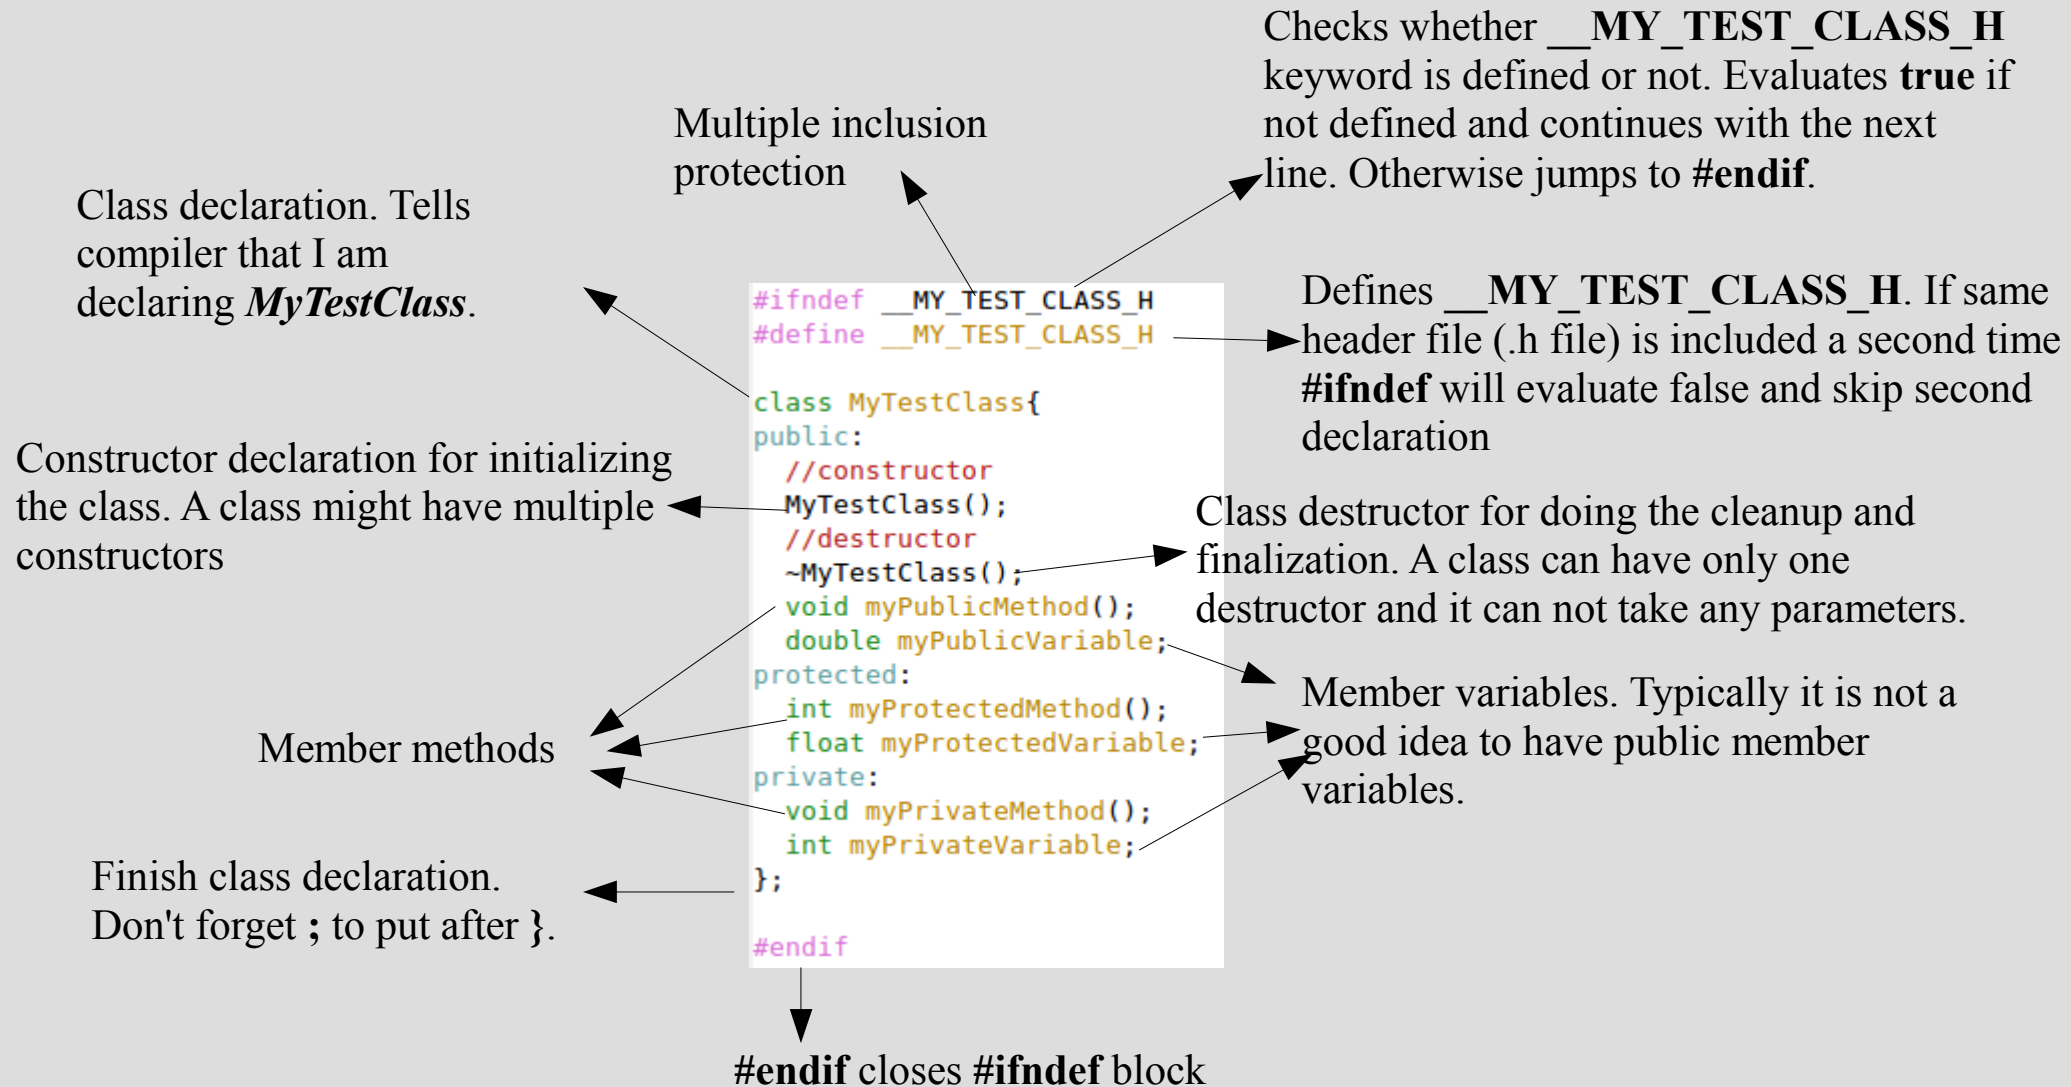 Checks whether __MY_TEST_CLASS_H
keyword is defined or not. Evaluates true if
not defined and continues with the next
line. Otherwise jumps to #endif.
Multiple inclusion
protection
Class declaration. Tells
compiler that I am
declaring MyTestClass.
Defines __MY_TEST_CLASS_H. If same
header file (.h file) is included a second time
#ifndef will evaluate false and skip second
declaration
Constructor declaration for initializing
the class. A class might have multiple
constructors
Class destructor for doing the cleanup and
finalization. A class can have only one
destructor and it can not take any parameters.
Member variables. Typically it is not a
good idea to have public member
variables.
Member methods
Finish class declaration.
Don't forget ; to put after }.
#ifndef __MY_TEST_CLASS_H
#define __MY_TEST_CLASS_H
class MyTestClass{
public:
//constructor
MyTestClass();
//destructor
~MyTestClass();
void myPublicMethod();
double myPublicVariable;
protected:
int myProtectedMethod();
float myProtectedVariable;
private:
void myPrivateMethod();
int myPrivateVariable;
};
#endif
#endif closes #ifndef block